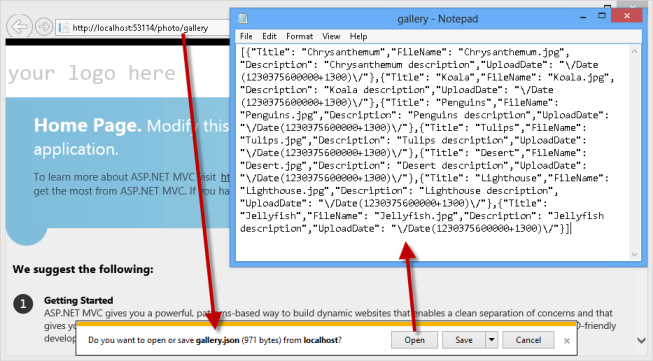 http://localhost:53114/photo/gallery
gallery - Notepad
File Edit Format View Help
[{"Title": "Chrysanthemum","FileName": "Chrysanthemum.jpg",
"Description": "Chrysanthemum description","UploadDate": "\/Date
(1230375600000+1300)\/"},{"Title": "Koala","FileName": "Koala.jpg",
"Description": "Koala description","UploadDate": "\/Date
(1230375600000+1300)\/"},{"Title": "Penguins","FileName":
"Penguins.jpg","Description": "Penguins description","UploadDate":
"\/Date(1230375600000+1300)\/"},{"Title": "Tulips","FileName":
"Tulips.jpg","Description": "Tulips description","UploadDate":
"\/Date(1230375600000+1300)\/"},{"Title": "Desert","FileName":
"Desert.jpg","Description": "Desert description","UploadDate":
"\/Date(1230375600000+1300)\/"},{"Title": "Lighthouse","FileName":
"Lighthouse.jpg","Description": "Lighthouse description",
"UploadDate": "\/Date(1230375600000+1300)\/"},{"Title":
"Jellyfish","FileName": "Jellyfish.jpg","Description": "Jellyfish
description","UploadDate": "\/Date(1230375600000+1300)\/"}]
your logo here
Home Page. Modify this
application.
To learn more about ASP.NET MVC visit
get the most from ASP.NET MVC. If you ha
We suggest the following:
1 Getting Started
ASP.NET MVC gives you a powerful, patterns-based way to build dynamic websites that enables a clean separation of concerns and that
gives yo
DD-friendly
develop
Do you want to open or save gallery.json (971 bytes) from localhost?
Open Save Cancel